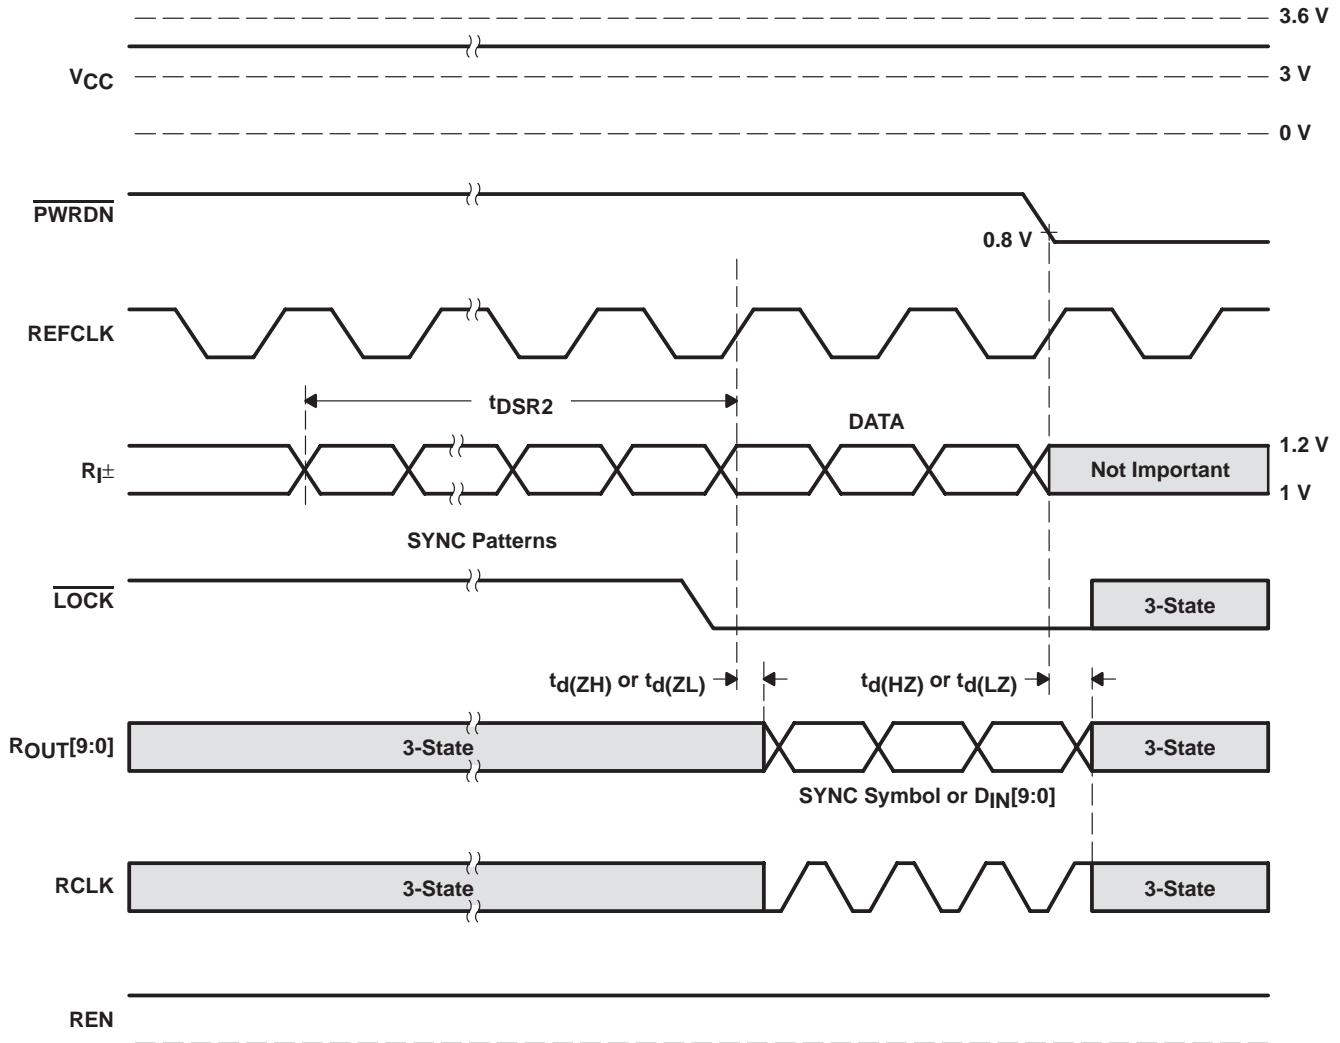 3.6 V
VCC
3 V
0 V
PWRDN
0.8 V
REFCLK
tDSR2
DATA
1.2 V
RI±
Not Important
1 V
SYNC Patterns
LOCK
3-State
td(ZH) or td(ZL)
td(HZ) or td(LZ)
ROUT[9:0]
3-State
3-State
SYNC Symbol or DIN[9:0]
RCLK
3-State
3-State
REN